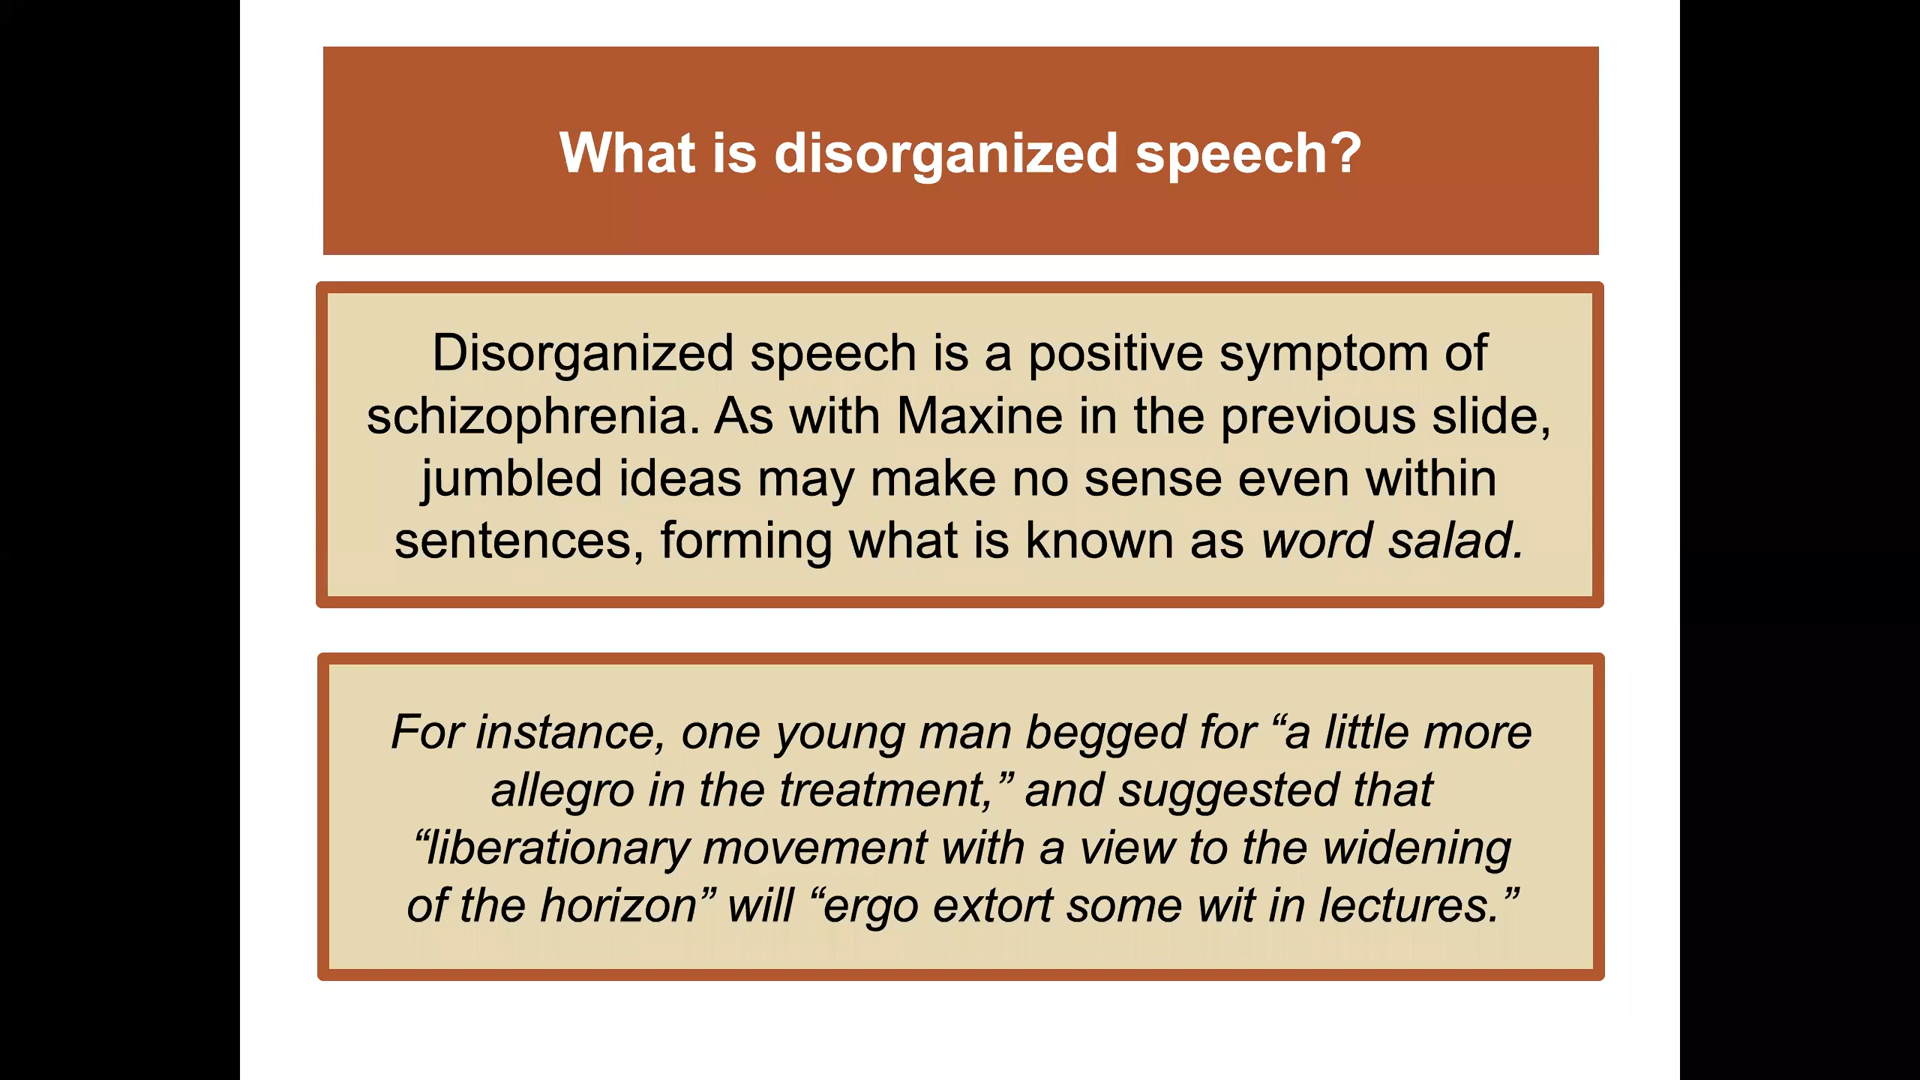 What is disorganized speech?
Disorganized speech is a positive symptom of
schizophrenia. As with Maxine in the previous slide,
jumbled ideas may make no sense even within
sentences, forming what is known as word salad.
For instance, one young man begged for “a little more
allegro in the treatment,” and suggested that
“liberationary movement with a view to the widening
of the horizon” will “ergo extort some wit in lectures.”